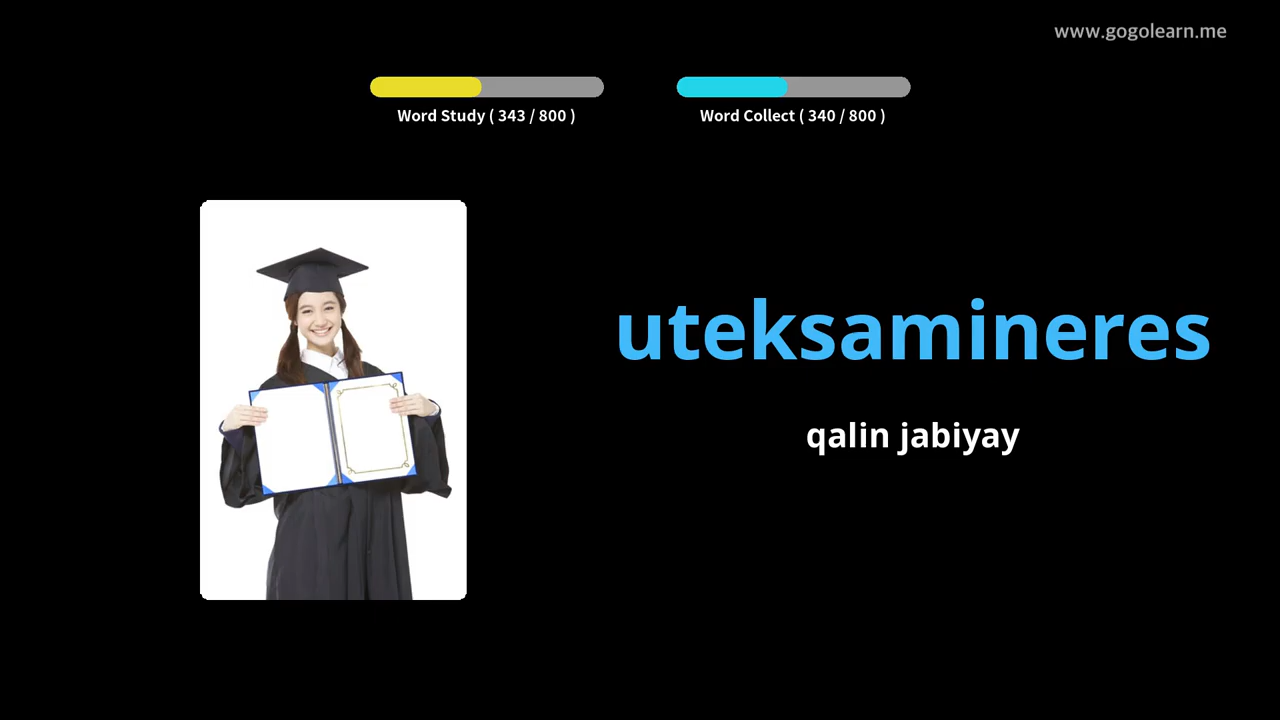 www.gogolearn.me
Word Study ( 343 / 800 )
Word Collect ( 340 / 800 )
uteksamineres
qalin jabiyay